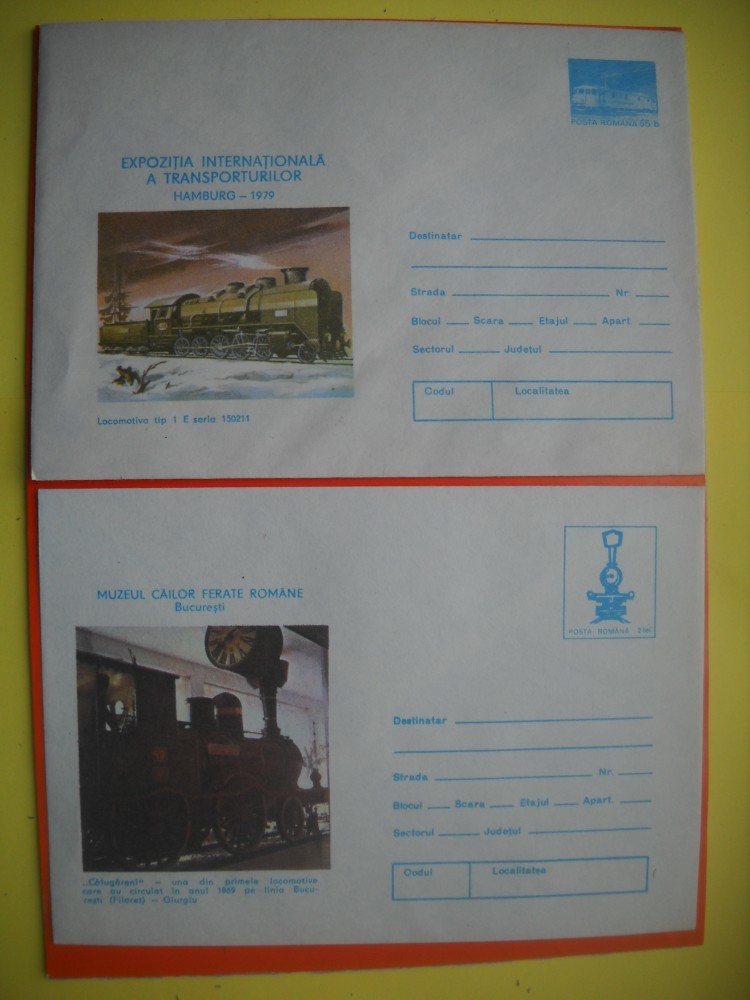 POSTA ROMANA 55 B
EXPOZIȚIA INTERNAȚIONALĂ
A TRANSPORTURILOR
HAMBURG – 1979
Destinatar
Strada Nr.
Blocul Scara Etajul Apart.
Sectorul Județul
Codul Localitatea
Locomotiva tip 1 E seria 150211
POSTA ROMÂNA
MUZEUL CĂILOR FERATE ROMÂNE
București
Destinatar
Strada Nr.
Blocul Scara Etajul Apart.
Sectorul Județul
Codul Localitatea
„Călugăreni“ – una din primele locomotive
care au circulat în anul 1869 pe linia Bucu-
rești (Filaret) – Giurgiu